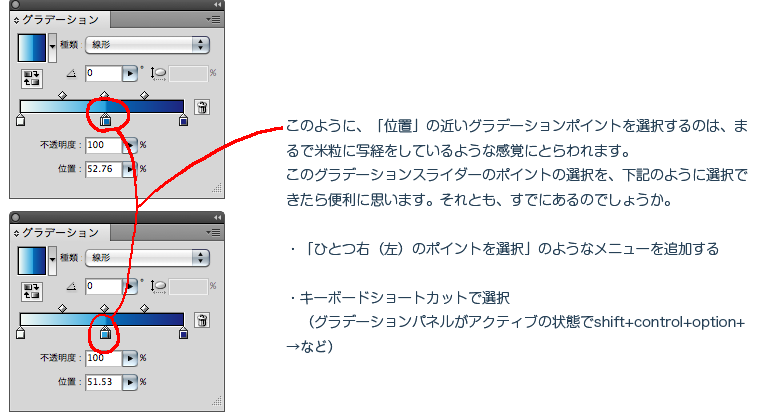 グラデーション
種類: 線形
0 ° %
不透明度: 100 %
位置: 52.76 %
グラデーション
種類: 線形
0 ° %
不透明度: 100 %
位置: 51.53 %
このように、「位置」の近いグラデーションポイントを選択するのは、ま
るで米粒に写経をしているような感覚にとらわれます。
このグラデーションスライダーのポイントの選択を、下記のように選択で
きたら便利に思います。それとも、すでにあるのでしょうか。
・「ひとつ右（左）のポイントを選択」のようなメニューを追加する
・キーボードショートカットで選択
（グラデーションパネルがアクティブの状態でshift+control+option+
→など）